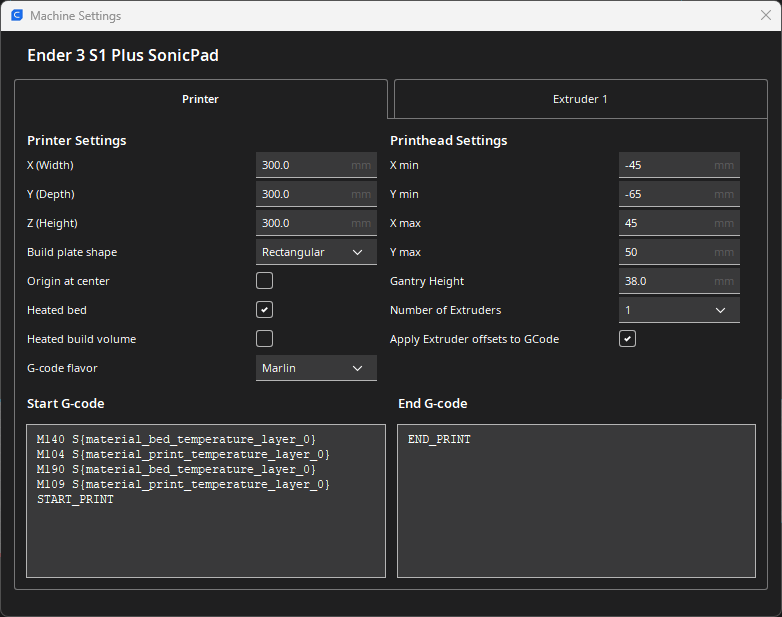 Machine Settings
Ender 3 S1 Plus SonicPad
Printer
Extruder 1
Printer Settings
X (Width) 300.0 mm
Y (Depth) 300.0 mm
Z (Height) 300.0 mm
Build plate shape Rectangular
Origin at center
Heated bed
Heated build volume
G-code flavor Marlin
Printhead Settings
X min -45 mm
Y min -65 mm
X max 45 mm
Y max 50 mm
Gantry Height 38.0 mm
Number of Extruders 1
Apply Extruder offsets to GCode
Start G-code
M140 S{material_bed_temperature_layer_0}
M104 S{material_print_temperature_layer_0}
M190 S{material_bed_temperature_layer_0}
M109 S{material_print_temperature_layer_0}
START_PRINT
End G-code
END_PRINT